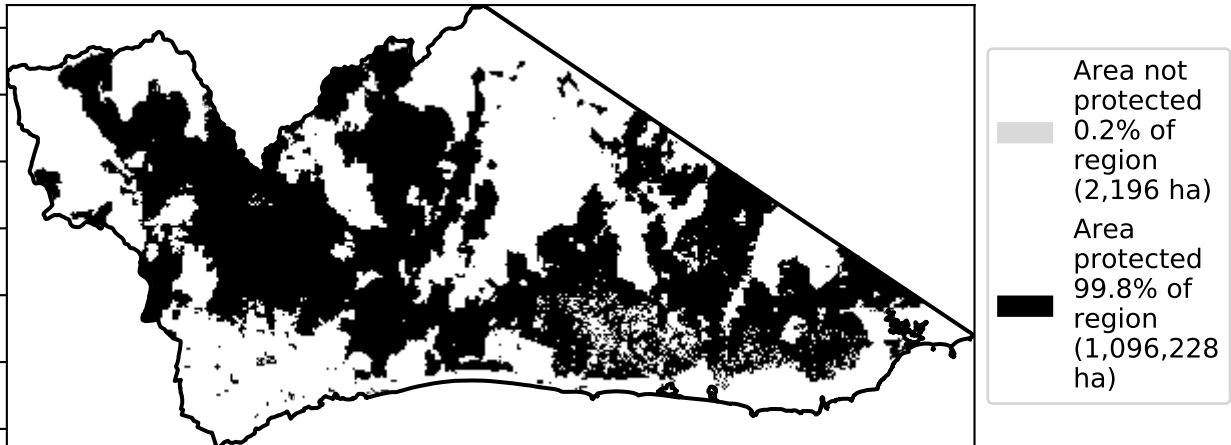 Area not
protected
0.2% of
region
(2,196 ha)
Area
protected
99.8% of
region
(1,096,228
ha)